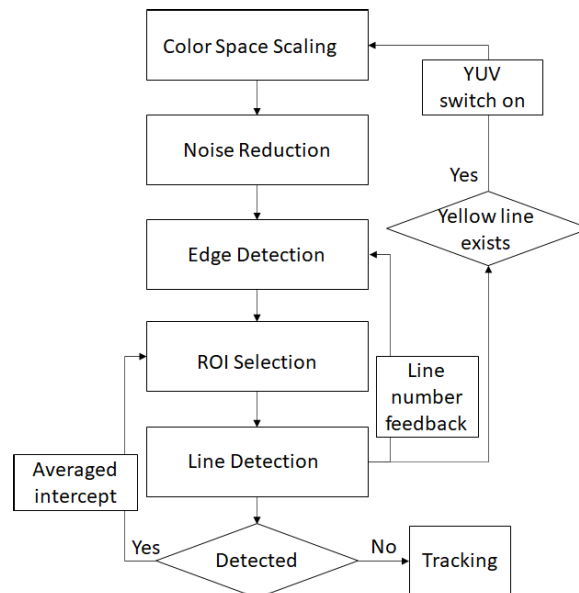 Color Space Scaling
YUV
switch on
Noise Reduction
Yes
Yellow line
exists
Edge Detection
ROI Selection
Line
number
feedback
Line Detection
Averaged
intercept
Yes
Detected
No
Tracking